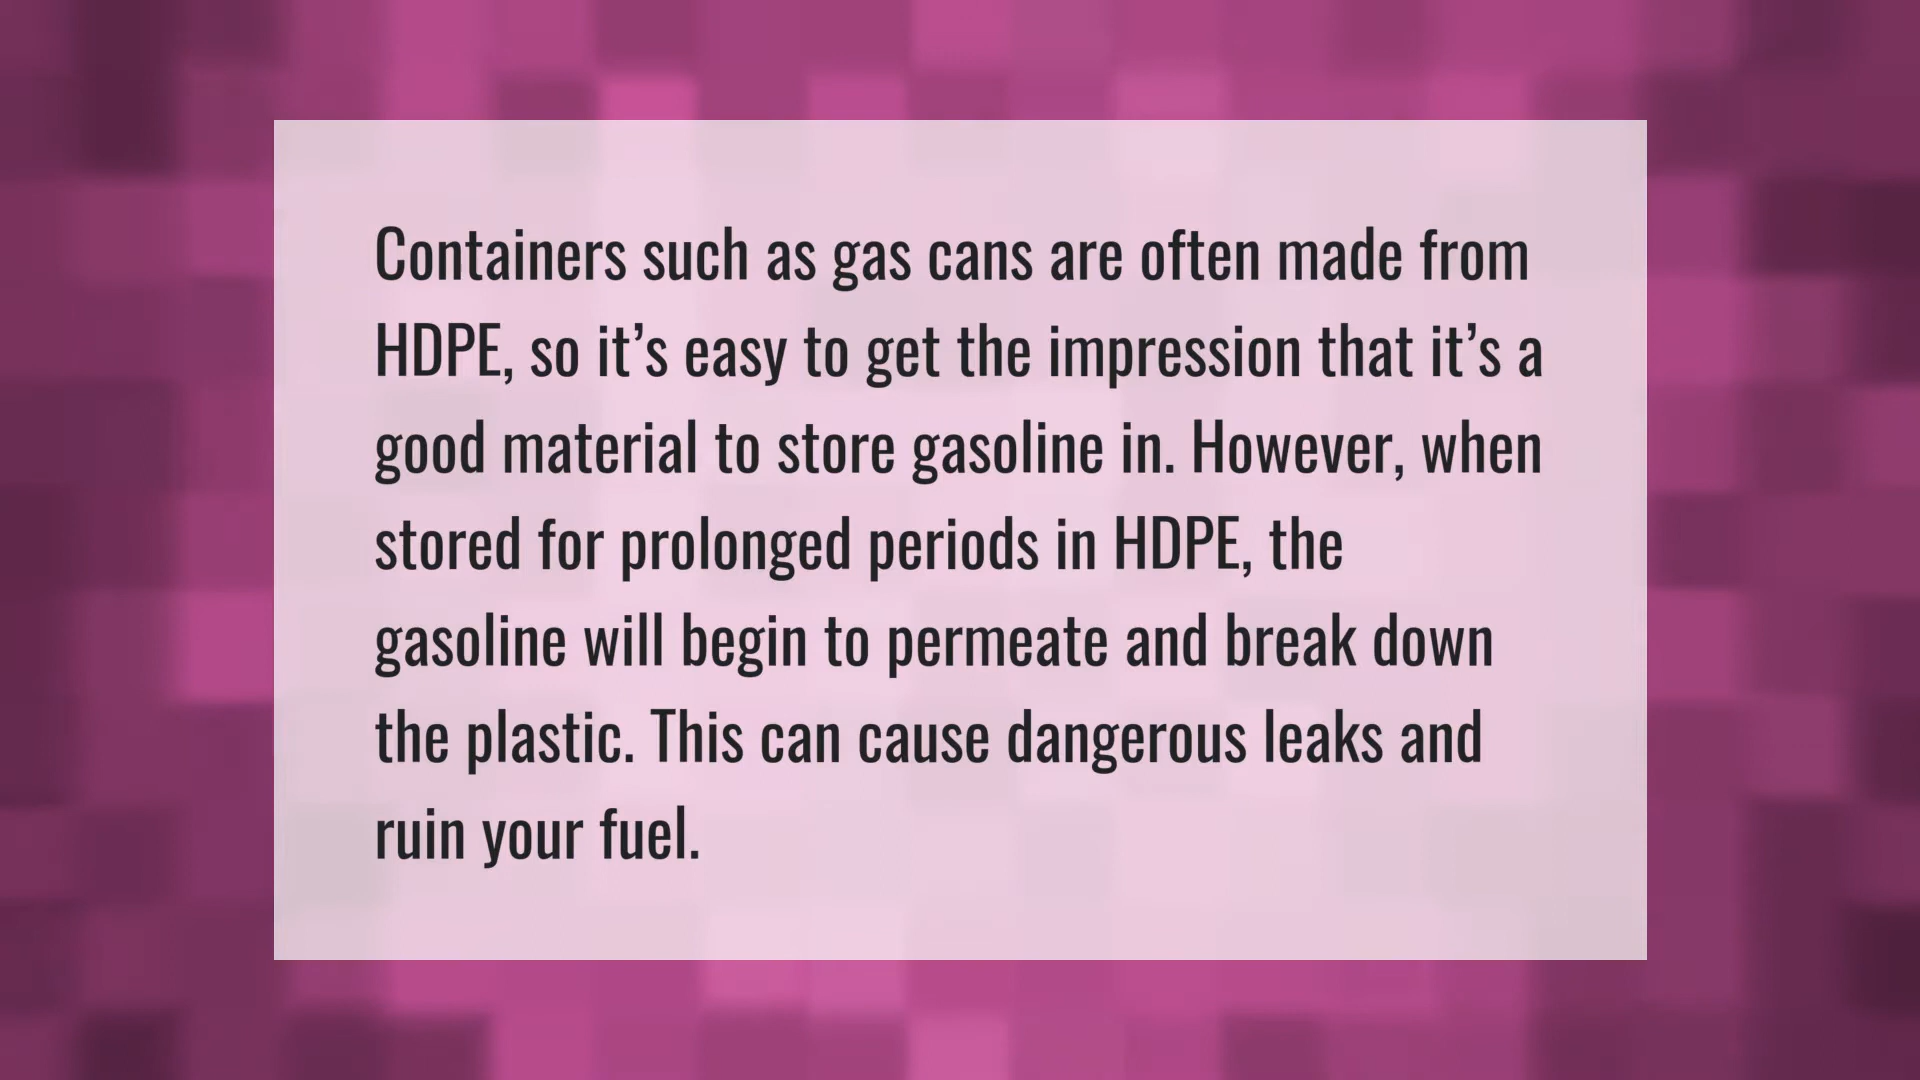 Containers such as gas cans are often made from
HDPE, so it’s easy to get the impression that it’s a
good material to store gasoline in. However, when
stored for prolonged periods in HDPE, the
gasoline will begin to permeate and break down
the plastic. This can cause dangerous leaks and
ruin your fuel.